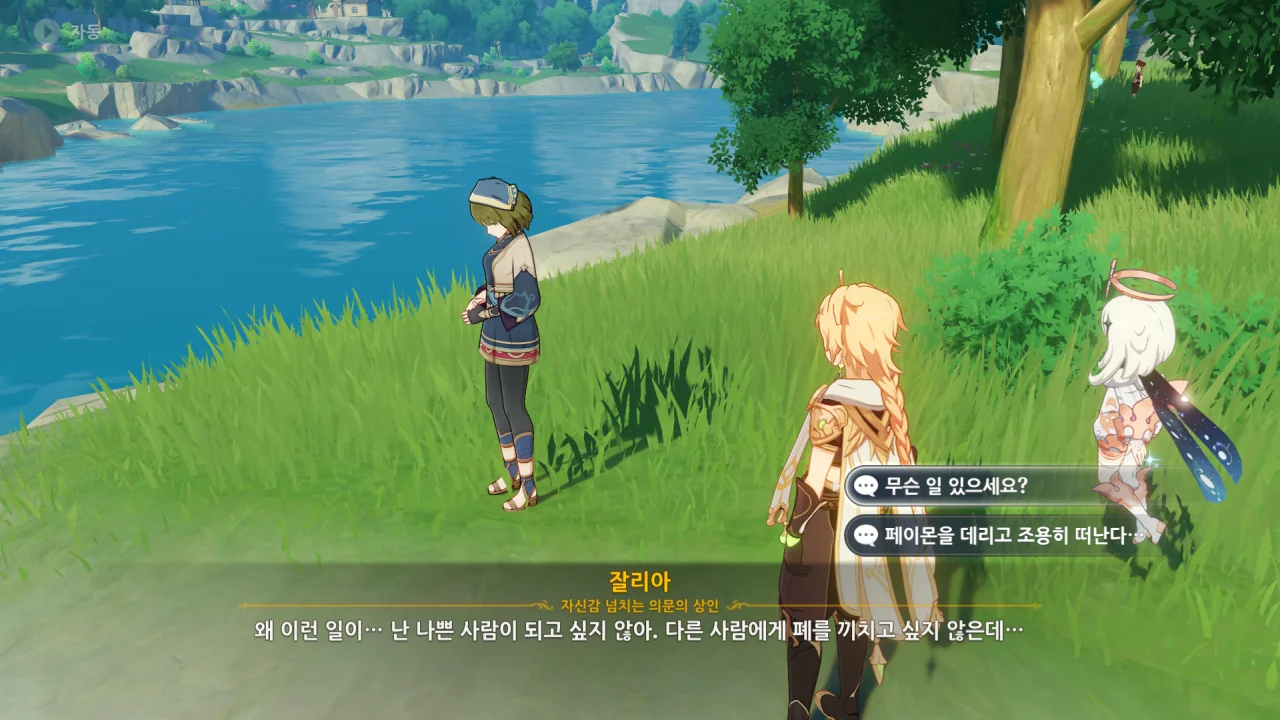 자동
무슨 일 있으세요?
페이몬을 데리고 조용히 떠난다…
잘리아
자신감 넘치는 의문의 상인
왜 이런 일이… 난 나쁜 사람이 되고 싶지 않아. 다른 사람에게 폐를 끼치고 싶지 않은데…